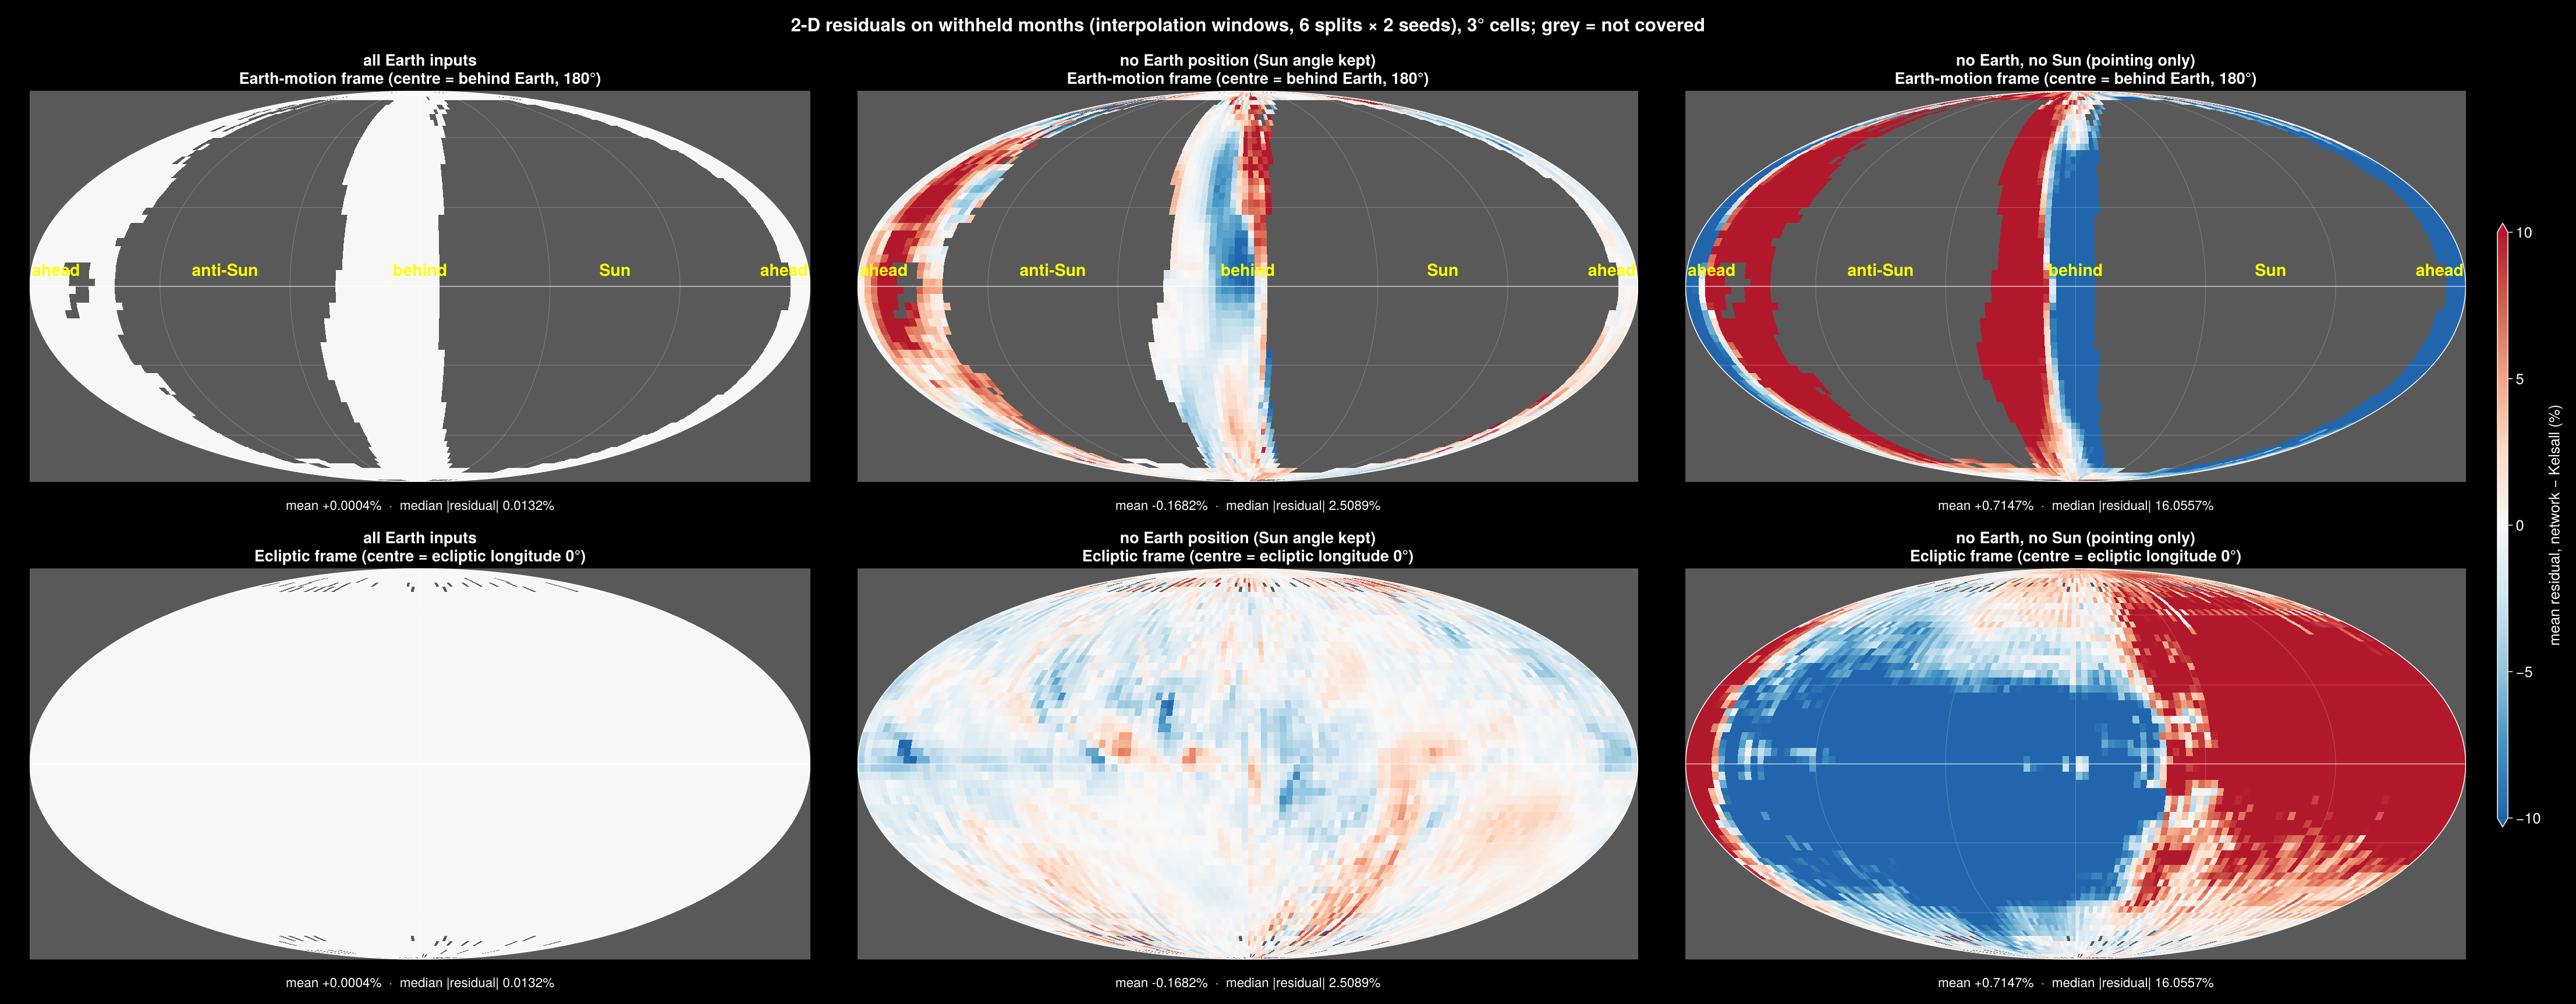 2-D residuals on withheld months (interpolation windows, 6 splits × 2 seeds), 3° cells; grey = not covered
all Earth inputs
Earth-motion frame (centre = behind Earth, 180°)
ahead
anti-Sun
behind
Sun
ahead
mean +0.0004%  ·  median |residual| 0.0132%
no Earth position (Sun angle kept)
Earth-motion frame (centre = behind Earth, 180°)
ahead
anti-Sun
behind
Sun
ahead
mean -0.1682%  ·  median |residual| 2.5089%
no Earth, no Sun (pointing only)
Earth-motion frame (centre = behind Earth, 180°)
ahead
anti-Sun
behind
Sun
ahead
mean +0.7147%  ·  median |residual| 16.0557%
all Earth inputs
Ecliptic frame (centre = ecliptic longitude 0°)
mean +0.0004%  ·  median |residual| 0.0132%
no Earth position (Sun angle kept)
Ecliptic frame (centre = ecliptic longitude 0°)
mean -0.1682%  ·  median |residual| 2.5089%
no Earth, no Sun (pointing only)
Ecliptic frame (centre = ecliptic longitude 0°)
mean +0.7147%  ·  median |residual| 16.0557%
10
5
0
−5
−10
mean residual, network − Kelsall (%)